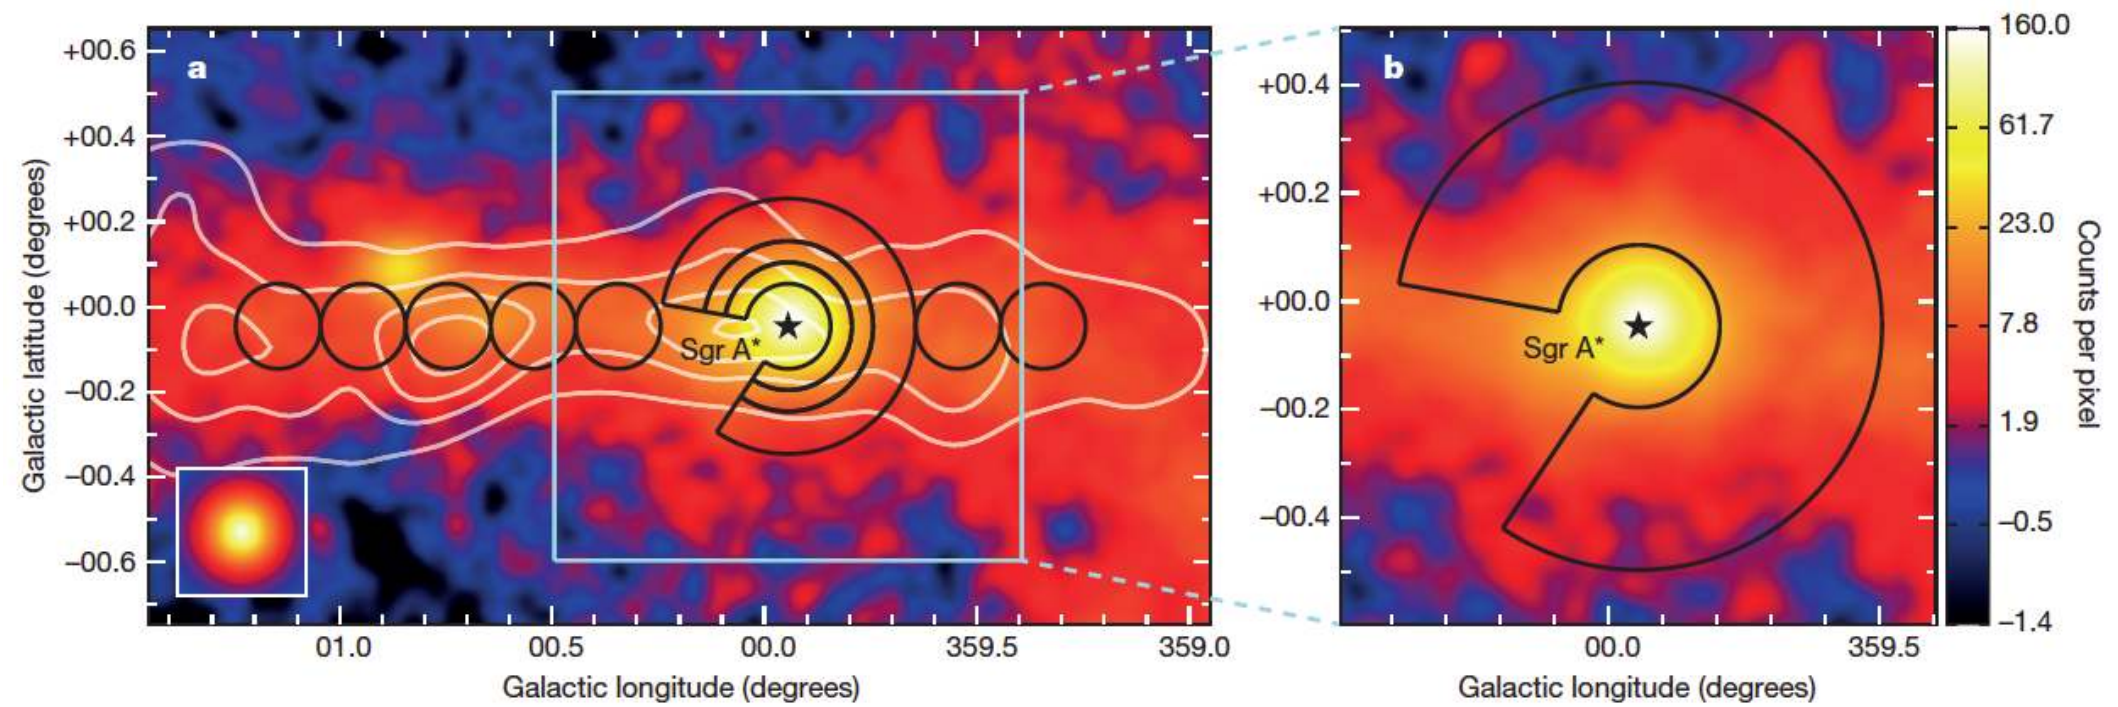 a
Galactic latitude (degrees)
+00.6
+00.4
+00.2
+00.0
−00.2
−00.4
−00.6
Sgr A*
01.0 00.5 00.0 359.5 359.0
Galactic longitude (degrees)
b
+00.4
+00.2
+00.0
−00.2
−00.4
Sgr A*
00.0 359.5
Galactic longitude (degrees)
160.0
61.7
23.0
7.8
1.9
−0.5
−1.4
Counts per pixel